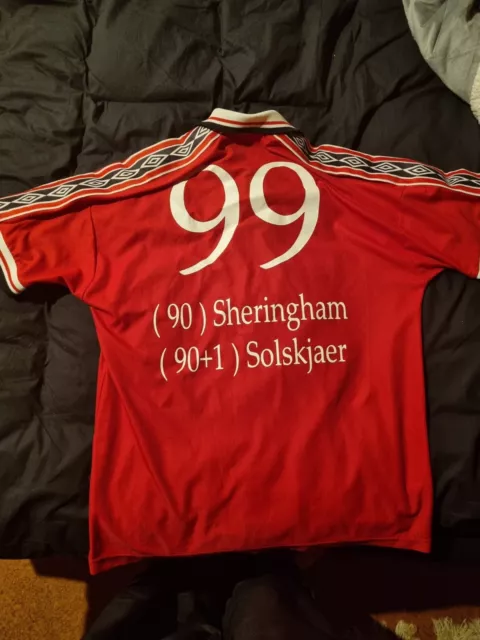 99
( 90 ) Sheringham
( 90+1 ) Solskjaer